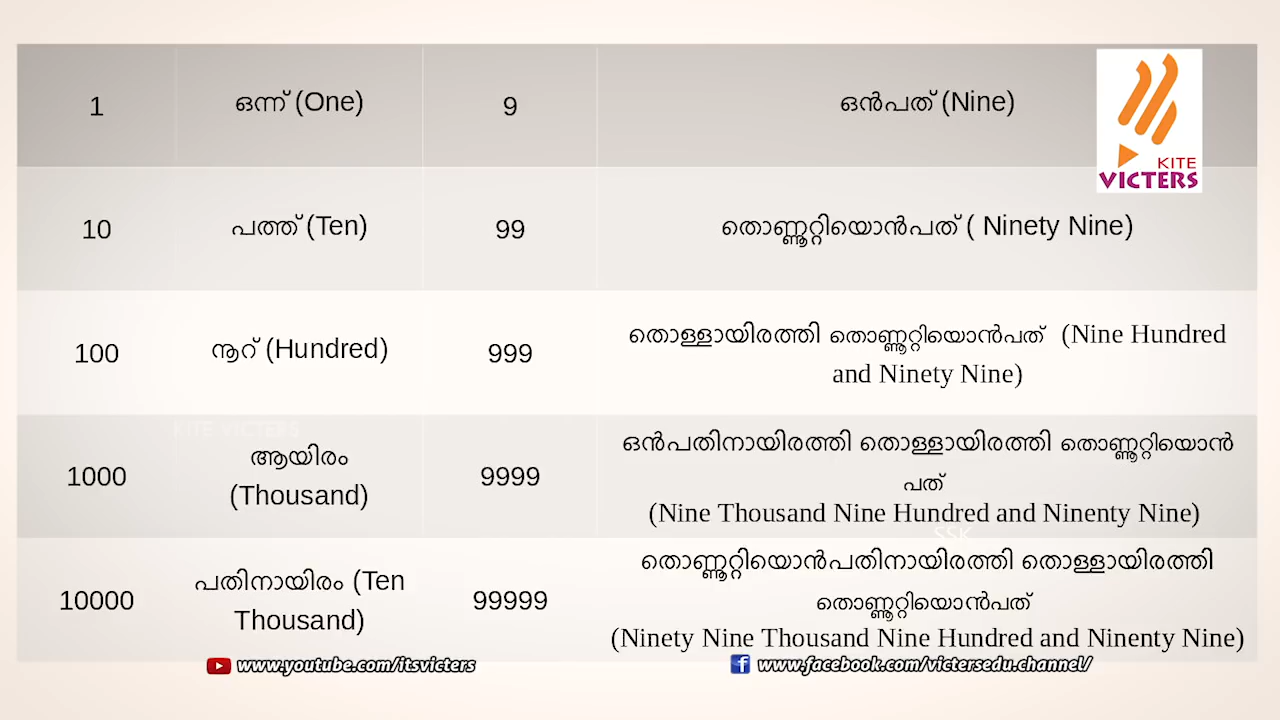 1 ഒന്ന് (One) 9 ഒൻപത് (Nine)
KITE
VICTERS
10 പത്ത് (Ten) 99 തൊണ്ണൂറ്റിയൊൻപത് ( Ninety Nine)
100 നൂറ് (Hundred) 999 തൊള്ളായിരത്തി തൊണ്ണൂറ്റിയൊൻപത് (Nine Hundred
and Ninety Nine)
KITE VICTERS
1000 ആയിരം
(Thousand) 9999 ഒൻപതിനായിരത്തി തൊള്ളായിരത്തി തൊണ്ണൂറ്റിയൊൻ
പത്
(Nine Thousand Nine Hundred and Ninenty Nine)
SSK
10000 പതിനായിരം (Ten
Thousand) 99999 തൊണ്ണൂറ്റിയൊൻപതിനായിരത്തി തൊള്ളായിരത്തി
തൊണ്ണൂറ്റിയൊൻപത്
(Ninety Nine Thousand Nine Hundred and Ninenty Nine)
www.youtube.com/itsvicters www.facebook.com/victersedu.channel/